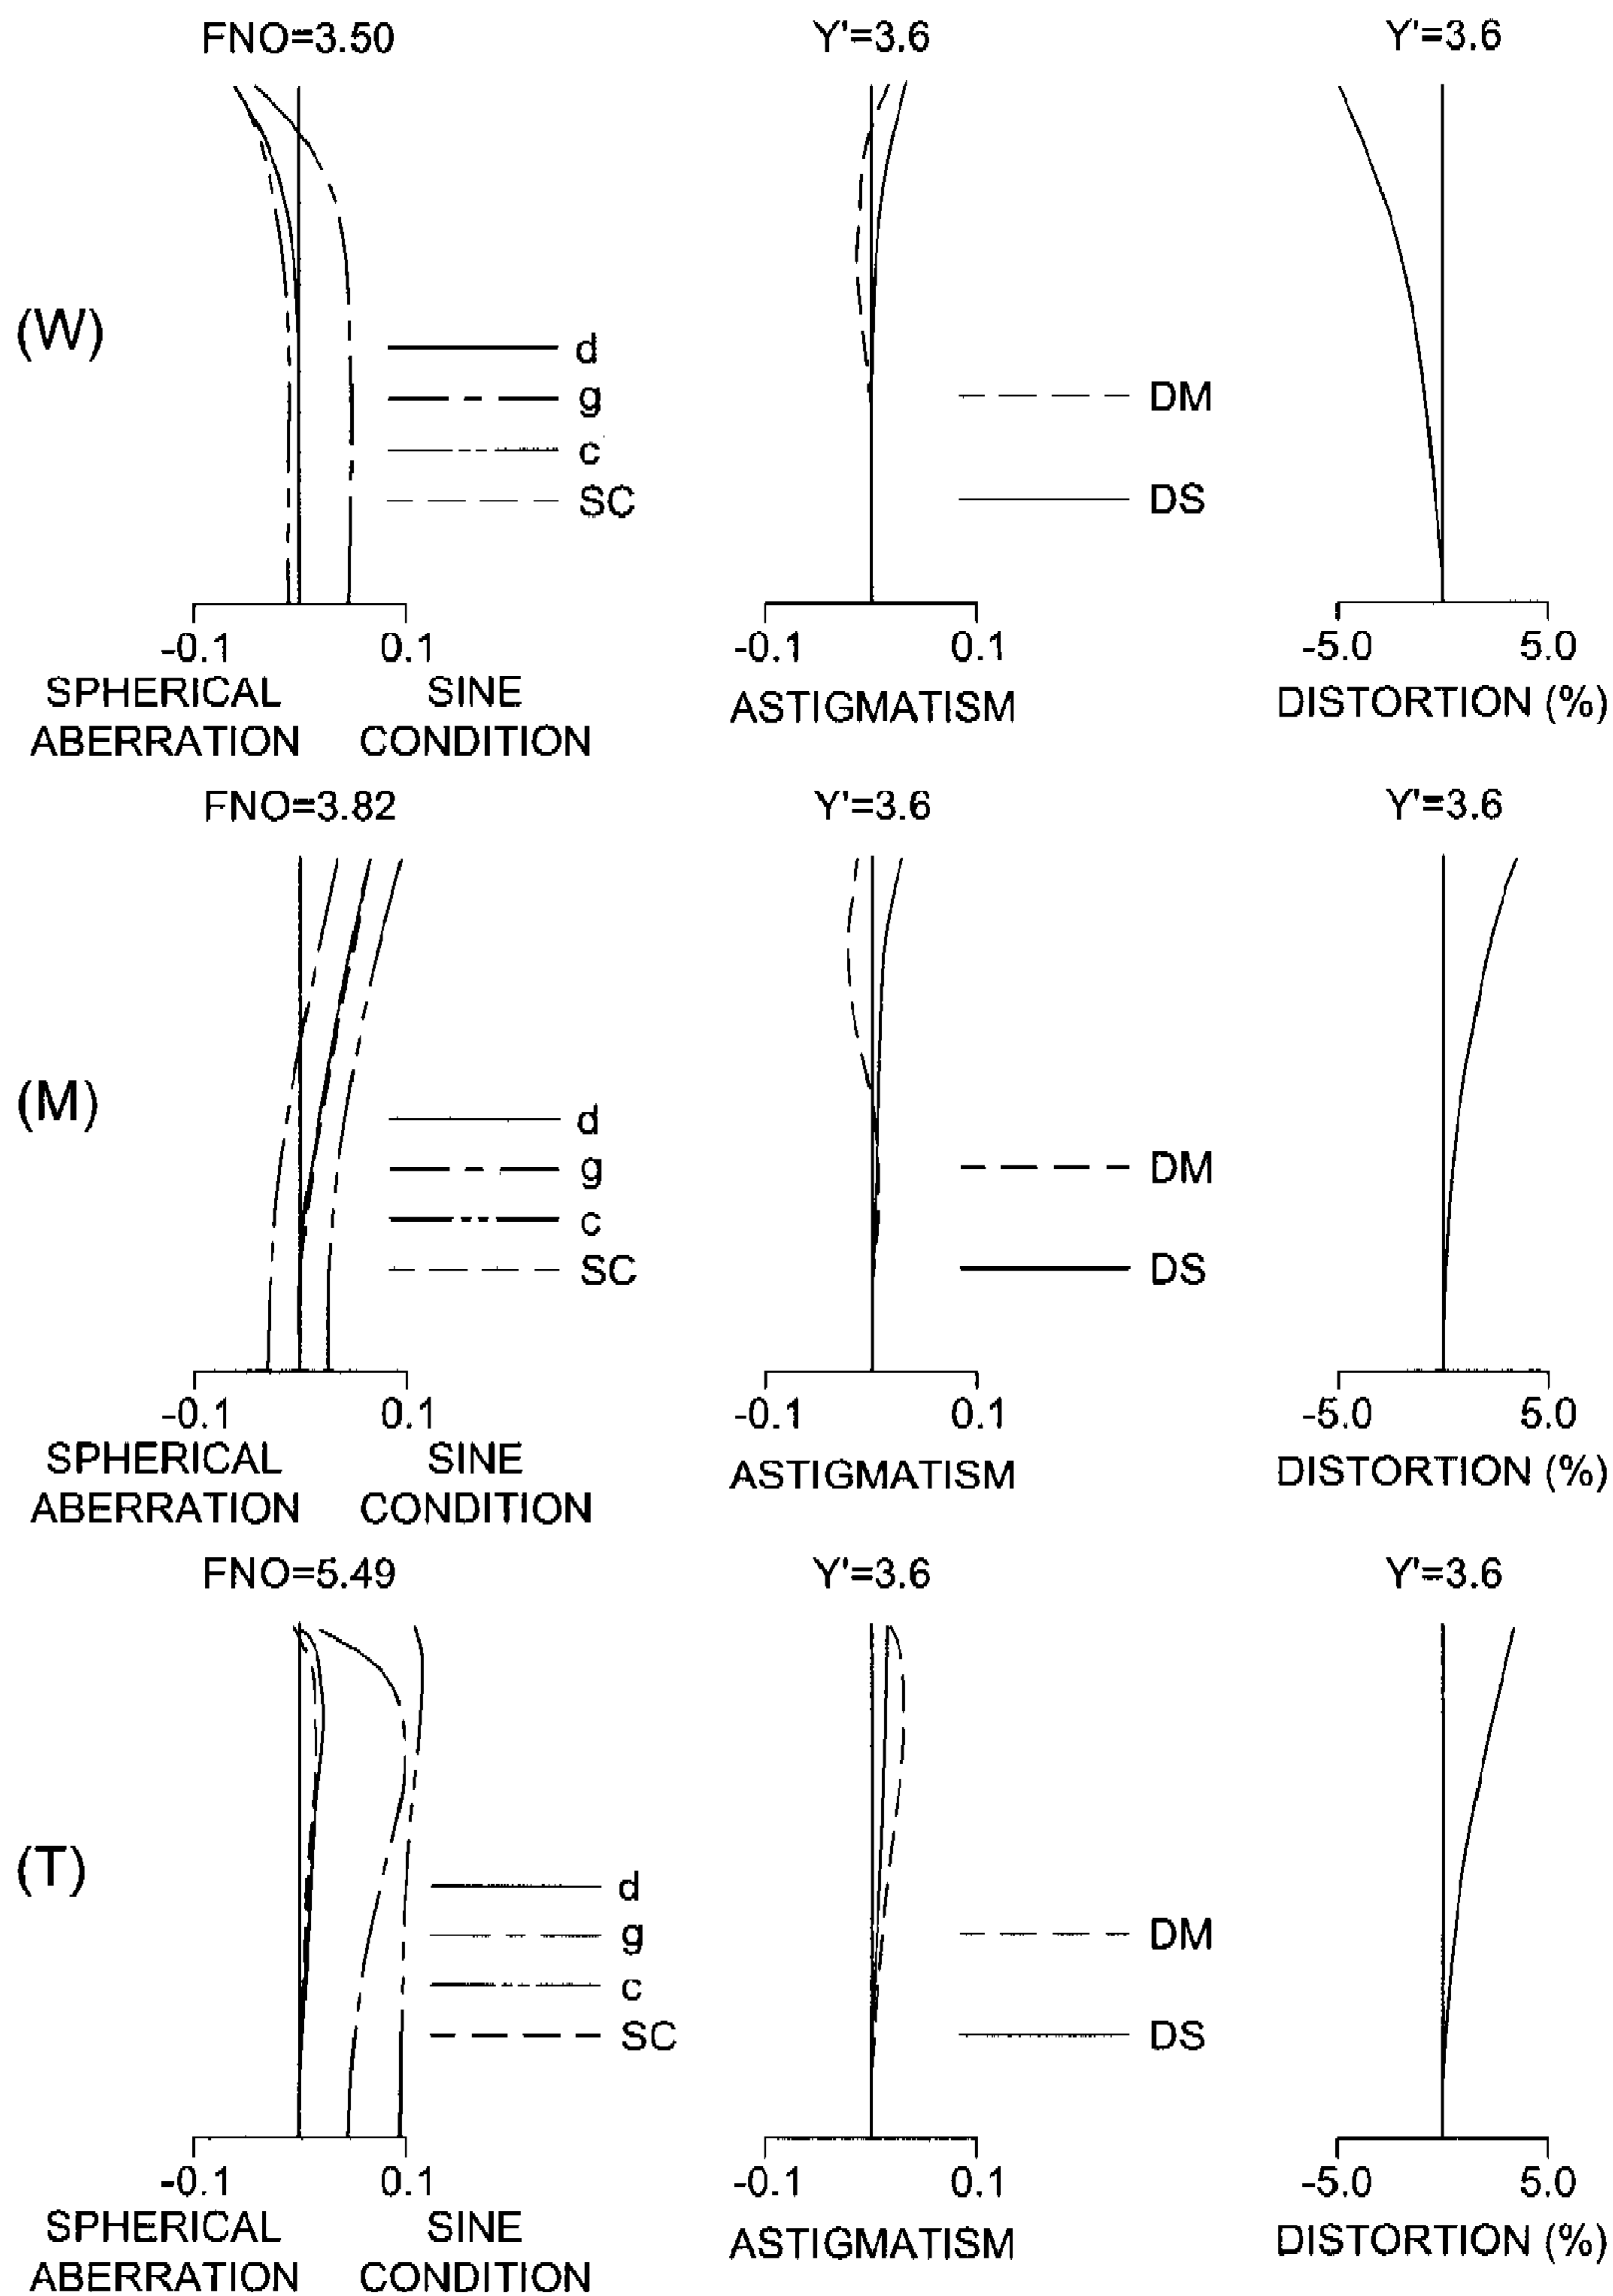 FNO=3.50
Y'=3.6
Y'=3.6
(W)
d
g
c
SC
DM
DS
-0.1
0.1
-0.1
0.1
-5.0
5.0
SPHERICAL
ABERRATION
SINE
CONDITION
ASTIGMATISM
DISTORTION (%)
FNO=3.82
Y'=3.6
Y'=3.6
(M)
d
g
c
SC
DM
DS
-0.1
0.1
-0.1
0.1
-5.0
5.0
SPHERICAL
ABERRATION
SINE
CONDITION
ASTIGMATISM
DISTORTION (%)
FNO=5.49
Y'=3.6
Y'=3.6
(T)
d
g
c
SC
DM
DS
-0.1
0.1
-0.1
0.1
-5.0
5.0
SPHERICAL
ABERRATION
SINE
CONDITION
ASTIGMATISM
DISTORTION (%)